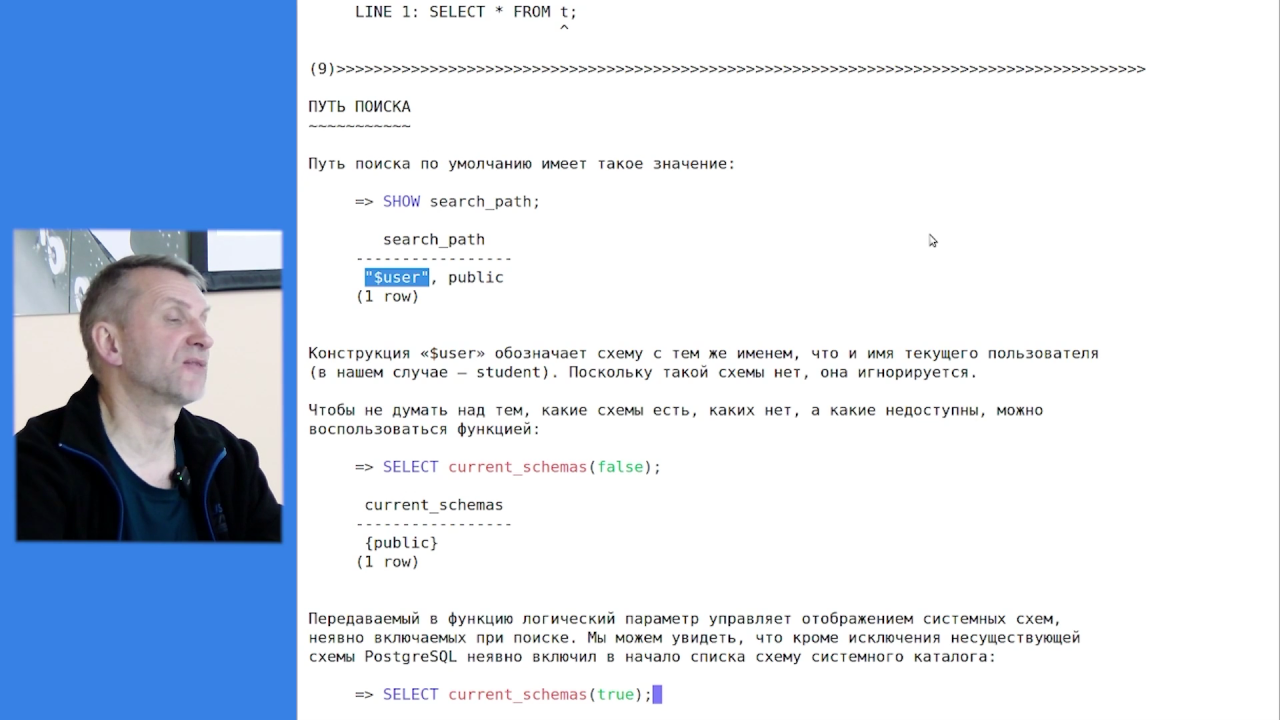 LINE 1: SELECT * FROM t;
^
(9)>>>>>>>>>>>>>>>>>>>>>>>>>>>>>>>>>>>>>>>>>>>>>>>>>>>>>>>>>>>>>>>>>>>>>>>>>>>>>>>>>>>>>>>
ПУТЬ ПОИСКА
~~~~~~~~~~~
Путь поиска по умолчанию имеет такое значение:
=> SHOW search_path;
search_path
-----------------
"$user", public
(1 row)
Конструкция «$user» обозначает схему с тем же именем, что и имя текущего пользователя
(в нашем случае — student). Поскольку такой схемы нет, она игнорируется.
Чтобы не думать над тем, какие схемы есть, каких нет, а какие недоступны, можно
воспользоваться функцией:
=> SELECT current_schemas(false);
current_schemas
-----------------
{public}
(1 row)
Передаваемый в функцию логический параметр управляет отображением системных схем,
неявно включаемых при поиске. Мы можем увидеть, что кроме исключения несуществующей
схемы PostgreSQL неявно включил в начало списка схему системного каталога:
=> SELECT current_schemas(true);